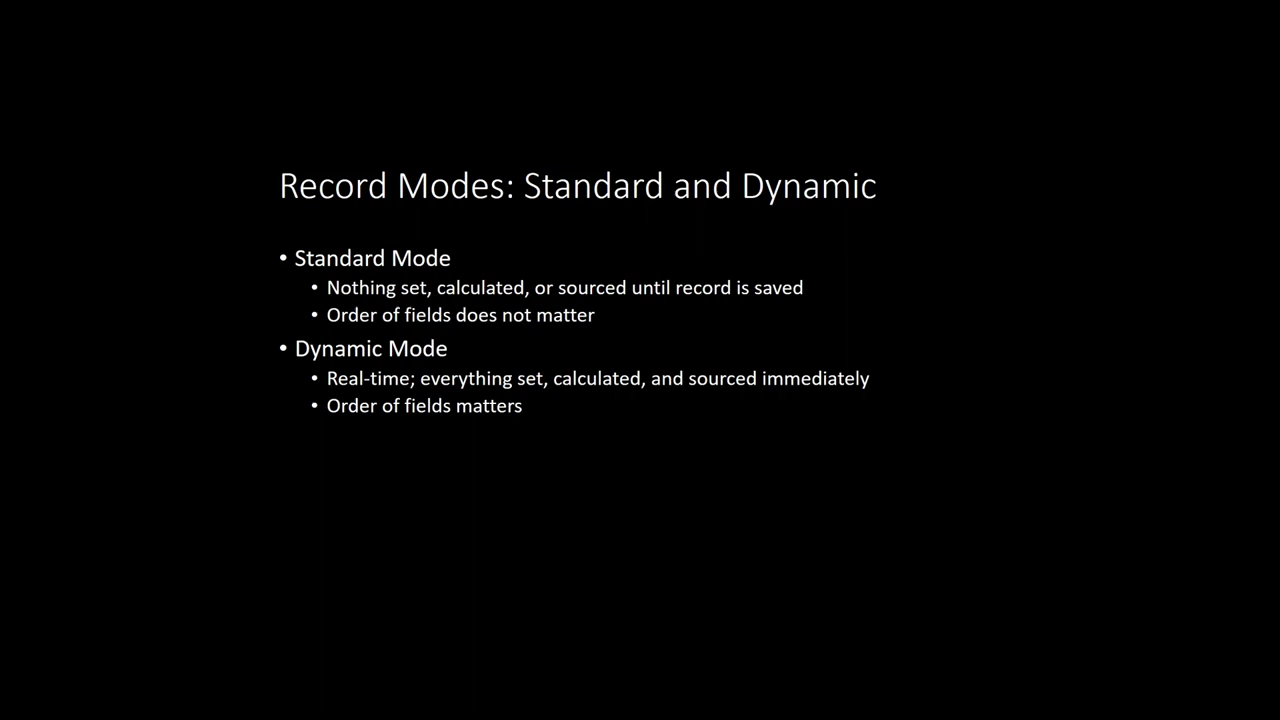 Record Modes: Standard and Dynamic
• Standard Mode
• Nothing set, calculated, or sourced until record is saved
• Order of fields does not matter
• Dynamic Mode
• Real-time; everything set, calculated, and sourced immediately
• Order of fields matters